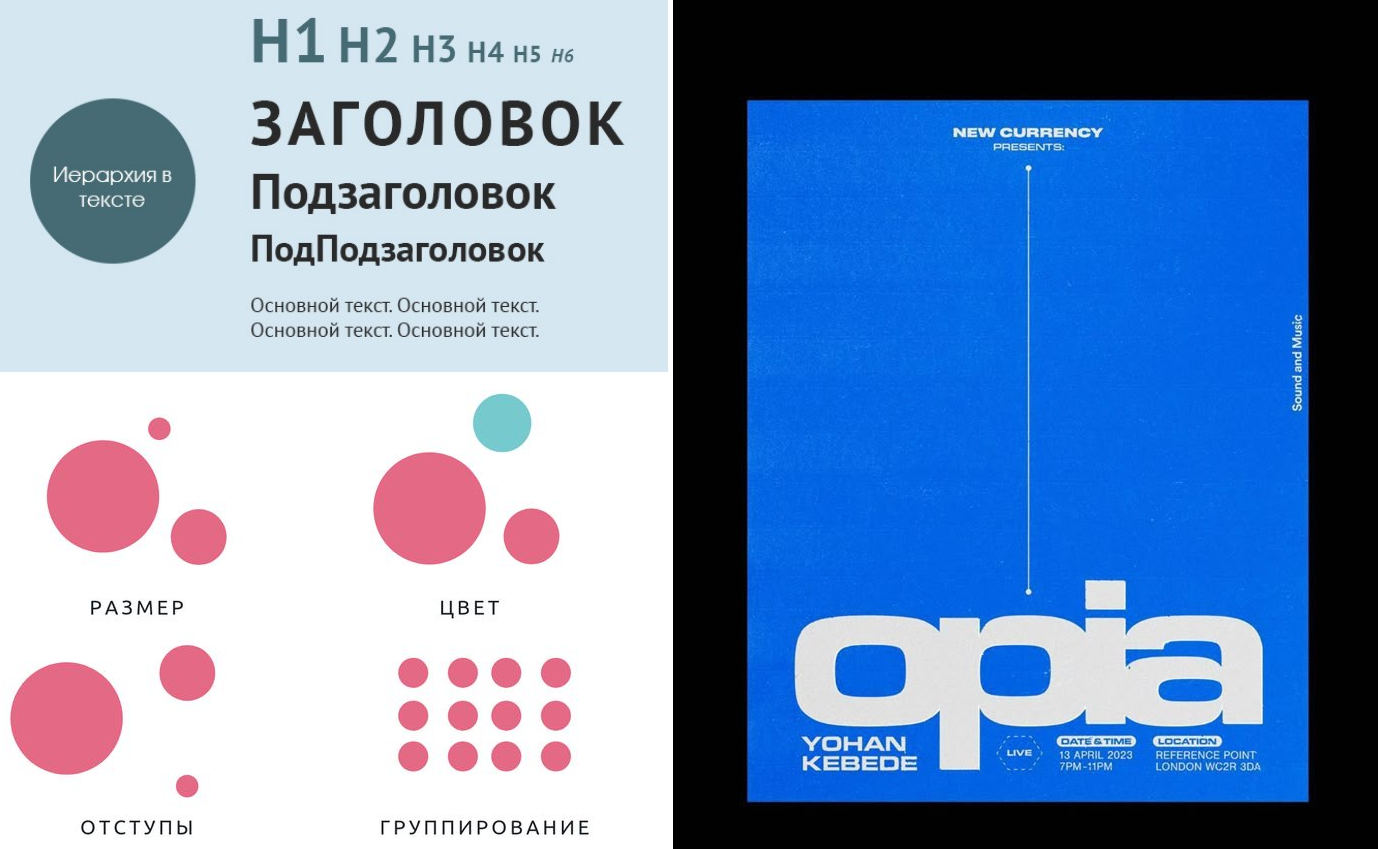 H1 H2 H3 H4 H5 H6
Иерархия в
тексте
ЗАГОЛОВОК
Подзаголовок
ПодПодзаголовок
Основной текст. Основной текст.
Основной текст. Основной текст.
РАЗМЕР
ЦВЕТ
ОТСТУПЫ
ГРУППИРОВАНИЕ
NEW CURRENCY
PRESENTS:
Sound and Music
opia
YOHAN
KEBEDE
LIVE
DATE & TIME
13 APRIL 2023
7PM-11PM
LOCATION
REFERENCE POINT
LONDON WC2R 3DA